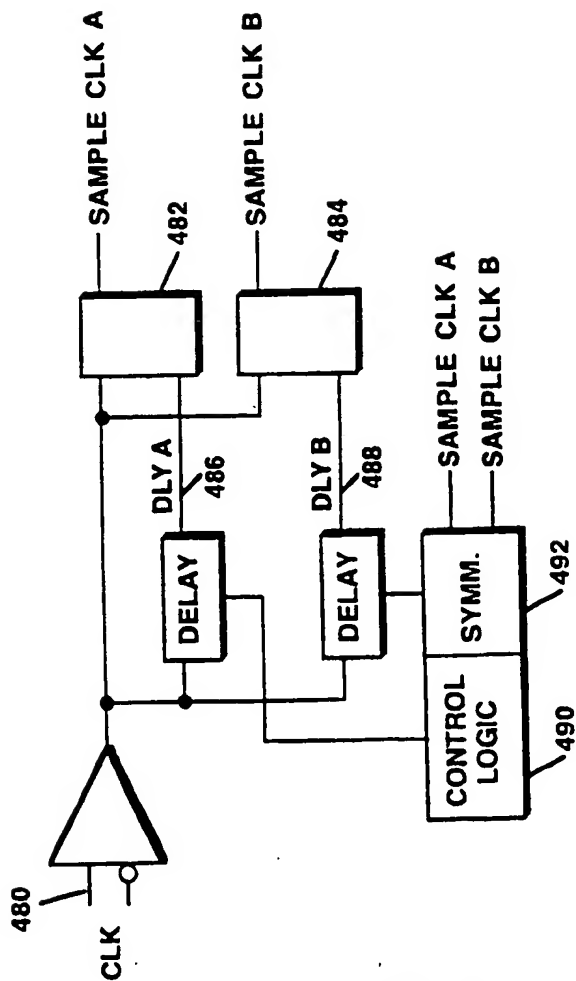 480
CLK
SAMPLE CLK A
482
SAMPLE CLK B
484
DLY A
486
DELAY
DLY B
488
DELAY
CONTROL
LOGIC
490
SYMM.
492
SAMPLE CLK A
SAMPLE CLK B